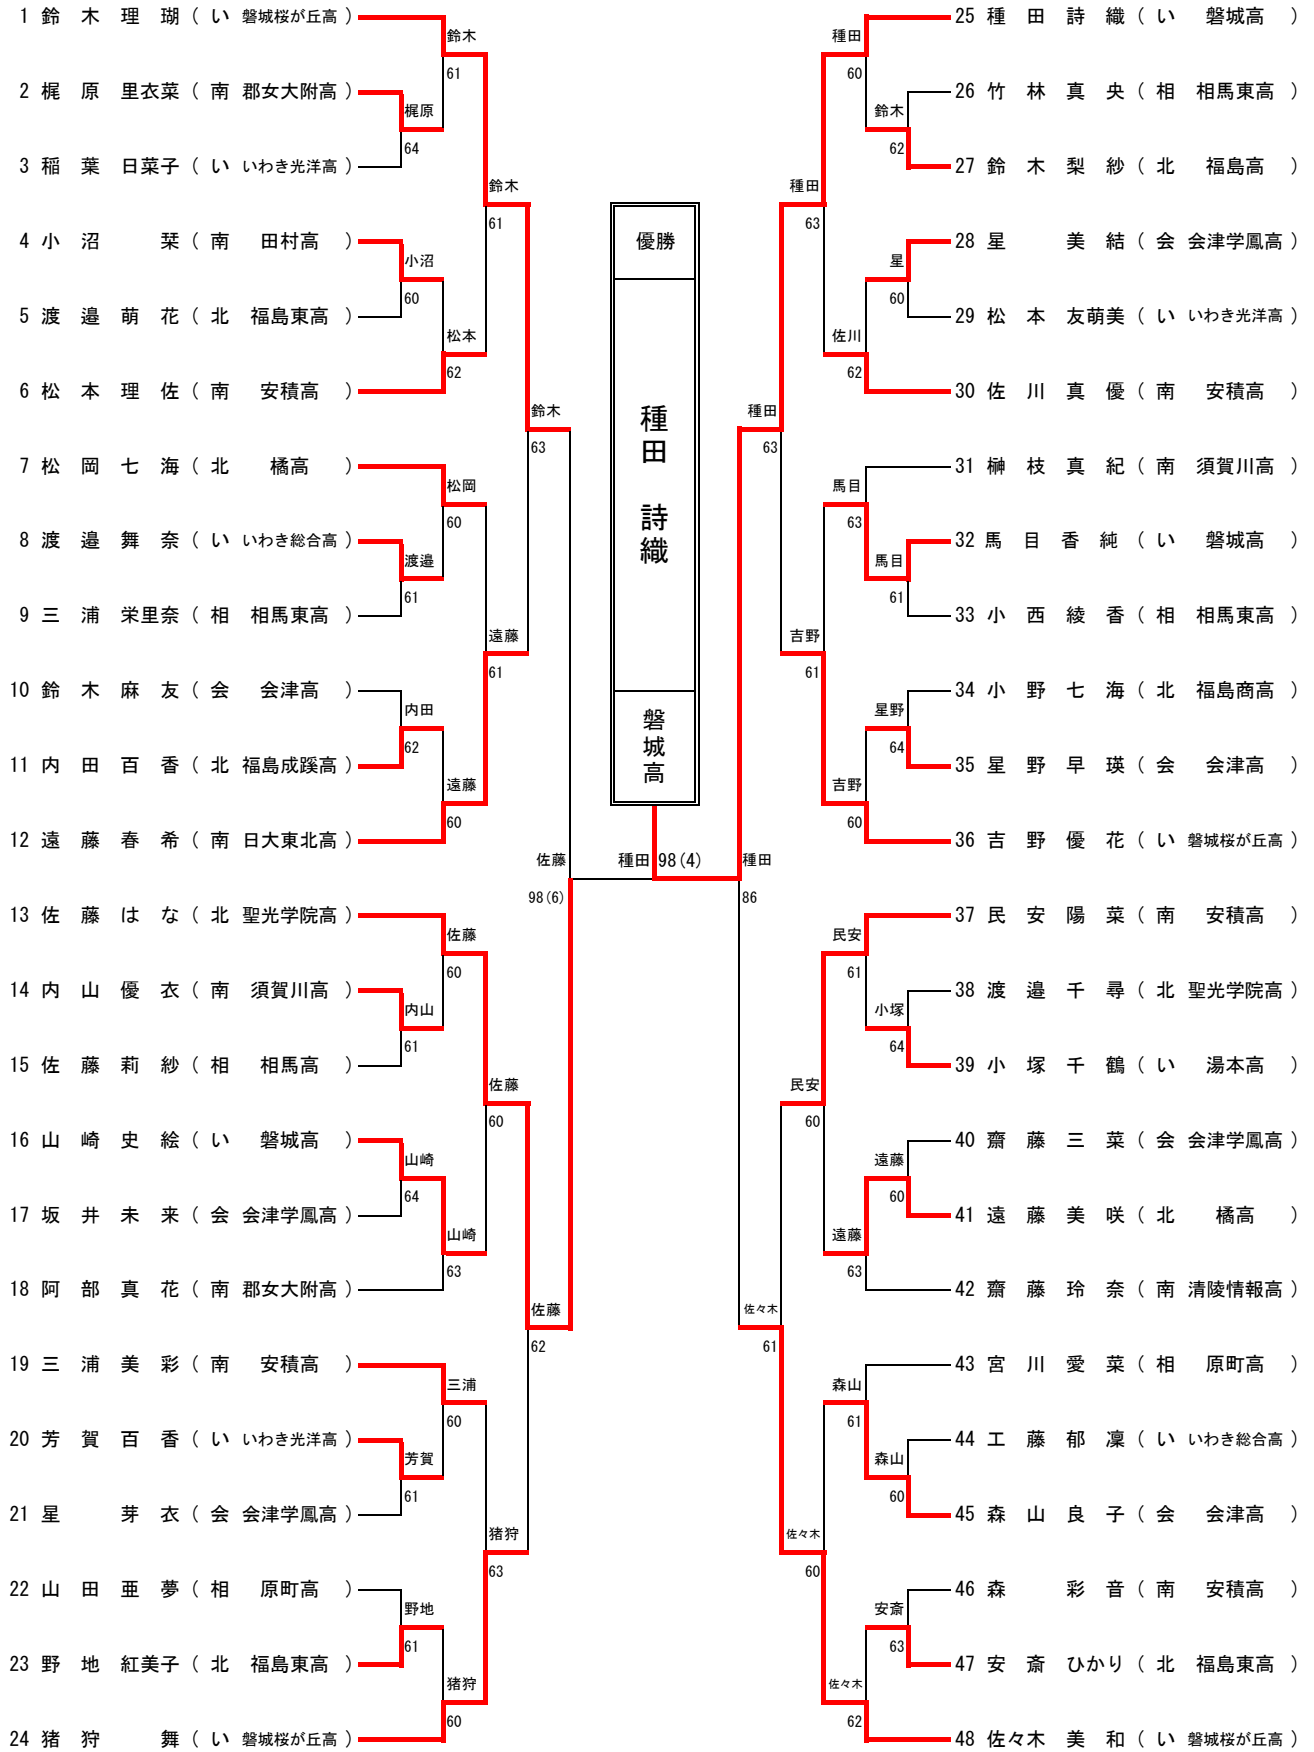 1 鈴 木 理 瑚 ( い 磐城桜が丘高 )
鈴木
61
2 梶 原 里衣菜 ( 南 郡女大附高 )
梶原
64
3 稲 葉 日菜子 ( い いわき光洋高 )
鈴木
61
4 小 沼 栞 ( 南 田村高 )
小沼
60
5 渡 邉 萌 花 ( 北 福島東高 )
松本
62
6 松 本 理 佐 ( 南 安積高 )
鈴木
63
7 松 岡 七 海 ( 北 橘高 )
松岡
60
8 渡 邉 舞 奈 ( い いわき総合高 )
渡邉
61
9 三 浦 栄里奈 ( 相 相馬東高 )
遠藤
61
10 鈴 木 麻 友 ( 会 会津高 )
内田
62
11 内 田 百 香 ( 北 福島成蹊高 )
遠藤
60
12 遠 藤 春 希 ( 南 日大東北高 )
佐藤
98(6)
13 佐 藤 は な ( 北 聖光学院高 )
佐藤
60
14 内 山 優 衣 ( 南 須賀川高 )
内山
61
15 佐 藤 莉 紗 ( 相 相馬高 )
佐藤
60
16 山 崎 史 絵 ( い 磐城高 )
山崎
64
17 坂 井 未 来 ( 会 会津学鳳高 )
山崎
63
18 阿 部 真 花 ( 南 郡女大附高 )
佐藤
62
19 三 浦 美 彩 ( 南 安積高 )
三浦
60
20 芳 賀 百 香 ( い いわき光洋高 )
芳賀
61
21 星 芽 衣 ( 会 会津学鳳高 )
猪狩
63
22 山 田 亜 夢 ( 相 原町高 )
野地
61
23 野 地 紅美子 ( 北 福島東高 )
猪狩
60
24 猪 狩 舞 ( い 磐城桜が丘高 )
優勝
種田 詩織
磐城高
種田 98(4)
25 種 田 詩 織 ( い 磐城高 )
種田
60
26 竹 林 真 央 ( 相 相馬東高 )
鈴木
62
27 鈴 木 梨 紗 ( 北 福島高 )
種田
63
28 星 美 結 ( 会 会津学鳳高 )
星
60
29 松 本 友萌美 ( い いわき光洋高 )
佐川
62
30 佐 川 真 優 ( 南 安積高 )
種田
63
31 榊 枝 真 紀 ( 南 須賀川高 )
馬目
63
32 馬 目 香 純 ( い 磐城高 )
馬目
61
33 小 西 綾 香 ( 相 相馬東高 )
吉野
61
34 小 野 七 海 ( 北 福島商高 )
星野
64
35 星 野 早 瑛 ( 会 会津高 )
吉野
60
36 吉 野 優 花 ( い 磐城桜が丘高 )
種田
86
37 民 安 陽 菜 ( 南 安積高 )
民安
61
38 渡 邉 千 尋 ( 北 聖光学院高 )
小塚
64
39 小 塚 千 鶴 ( い 湯本高 )
民安
60
40 齋 藤 三 菜 ( 会 会津学鳳高 )
遠藤
60
41 遠 藤 美 咲 ( 北 橘高 )
遠藤
63
42 齋 藤 玲 奈 ( 南 清陵情報高 )
佐々木
61
43 宮 川 愛 菜 ( 相 原町高 )
森山
61
44 工 藤 郁 凜 ( い いわき総合高 )
森山
60
45 森 山 良 子 ( 会 会津高 )
佐々木
60
46 森 彩 音 ( 南 安積高 )
安斎
63
47 安 斎 ひかり ( 北 福島東高 )
佐々木
62
48 佐々木 美 和 ( い 磐城桜が丘高 )